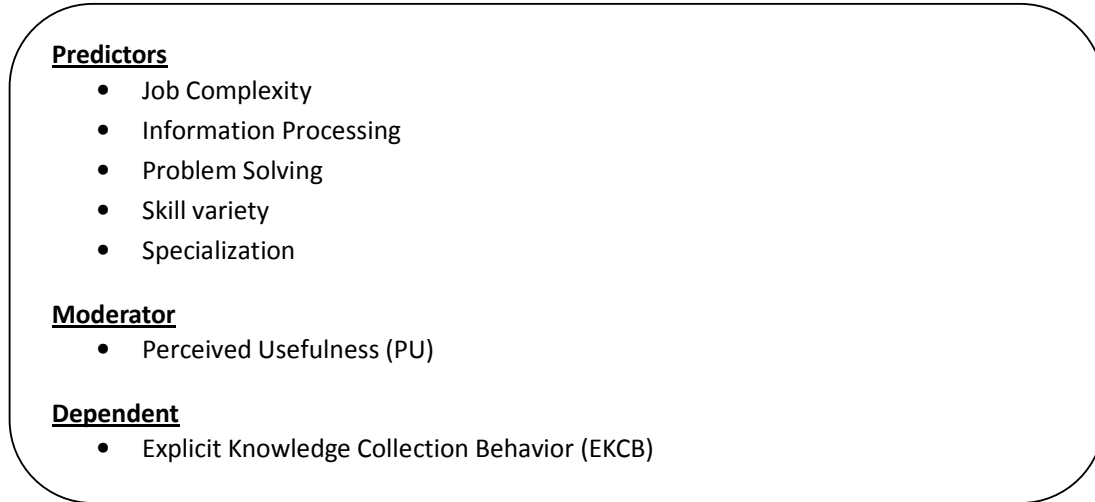 Predictors
• Job Complexity
• Information Processing
• Problem Solving
• Skill variety
• Specialization
Moderator
• Perceived Usefulness (PU)
Dependent
• Explicit Knowledge Collection Behavior (EKCB)